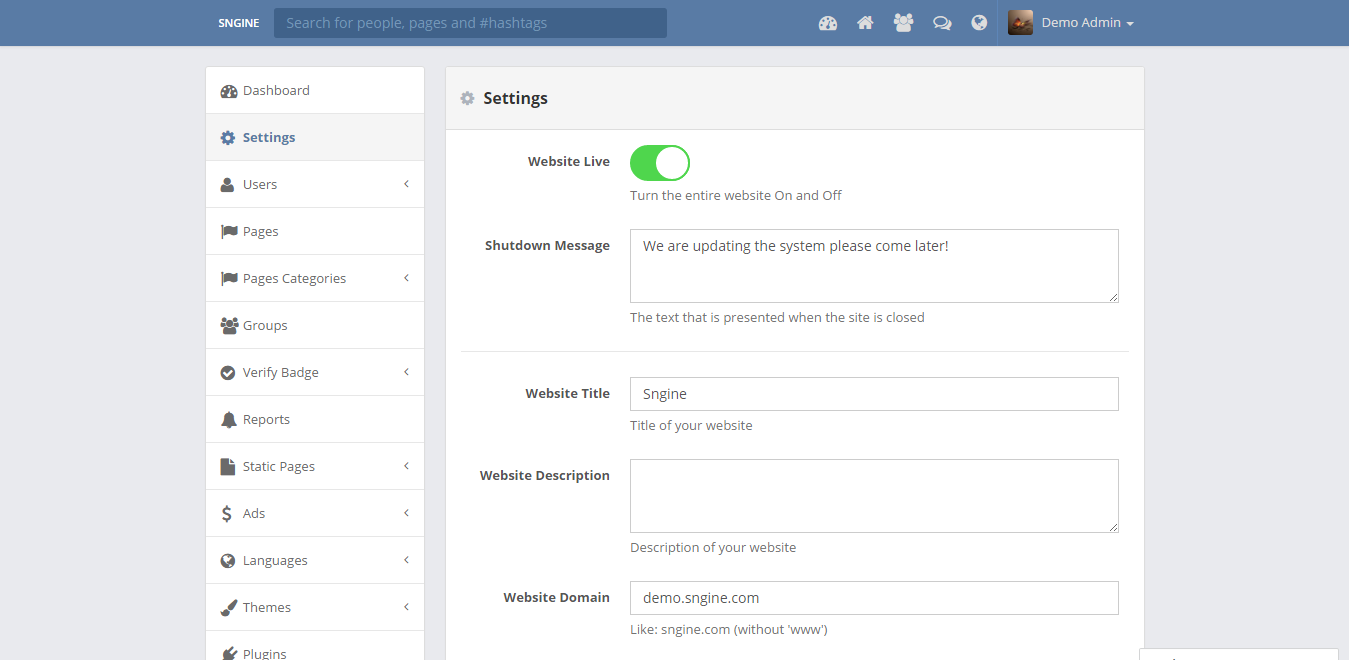 SNGINE
Search for people, pages and #hashtags
Demo Admin
Dashboard
Settings
Users
Pages
Pages Categories
Groups
Verify Badge
Reports
Static Pages
Ads
Languages
Themes
Plugins
Settings
Website Live
Turn the entire website On and Off
Shutdown Message
We are updating the system please come later!
The text that is presented when the site is closed
Website Title
Sngine
Title of your website
Website Description
Description of your website
Website Domain
demo.sngine.com
Like: sngine.com (without 'www')